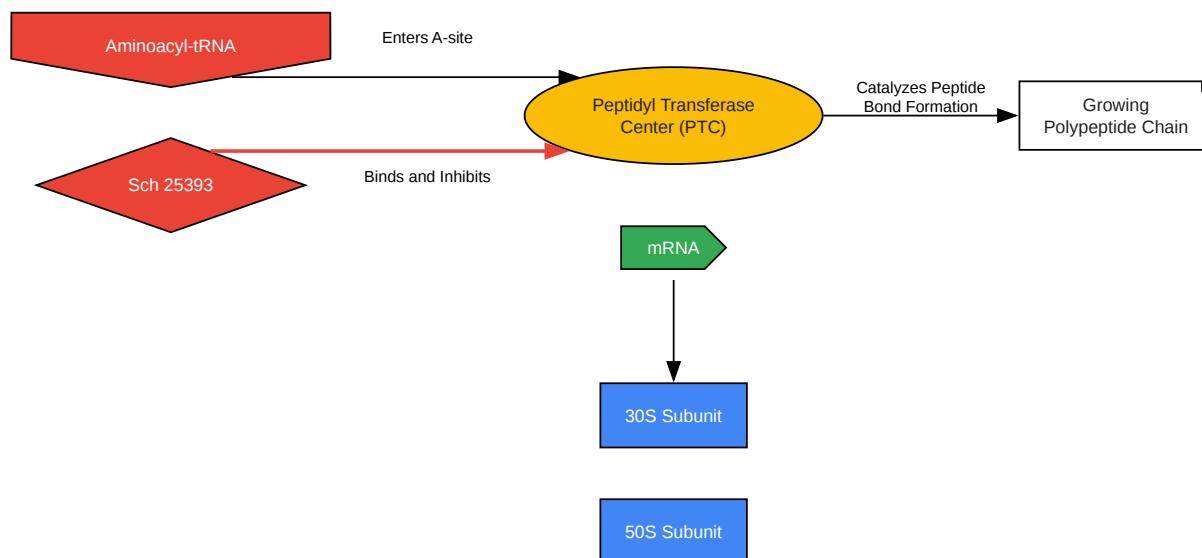 Aminoacyl-tRNA
Enters A-site
Peptidyl Transferase
Center (PTC)
Catalyzes Peptide
Bond Formation
Growing
Polypeptide Chain
Sch 25393
Binds and Inhibits
mRNA
30S Subunit
50S Subunit